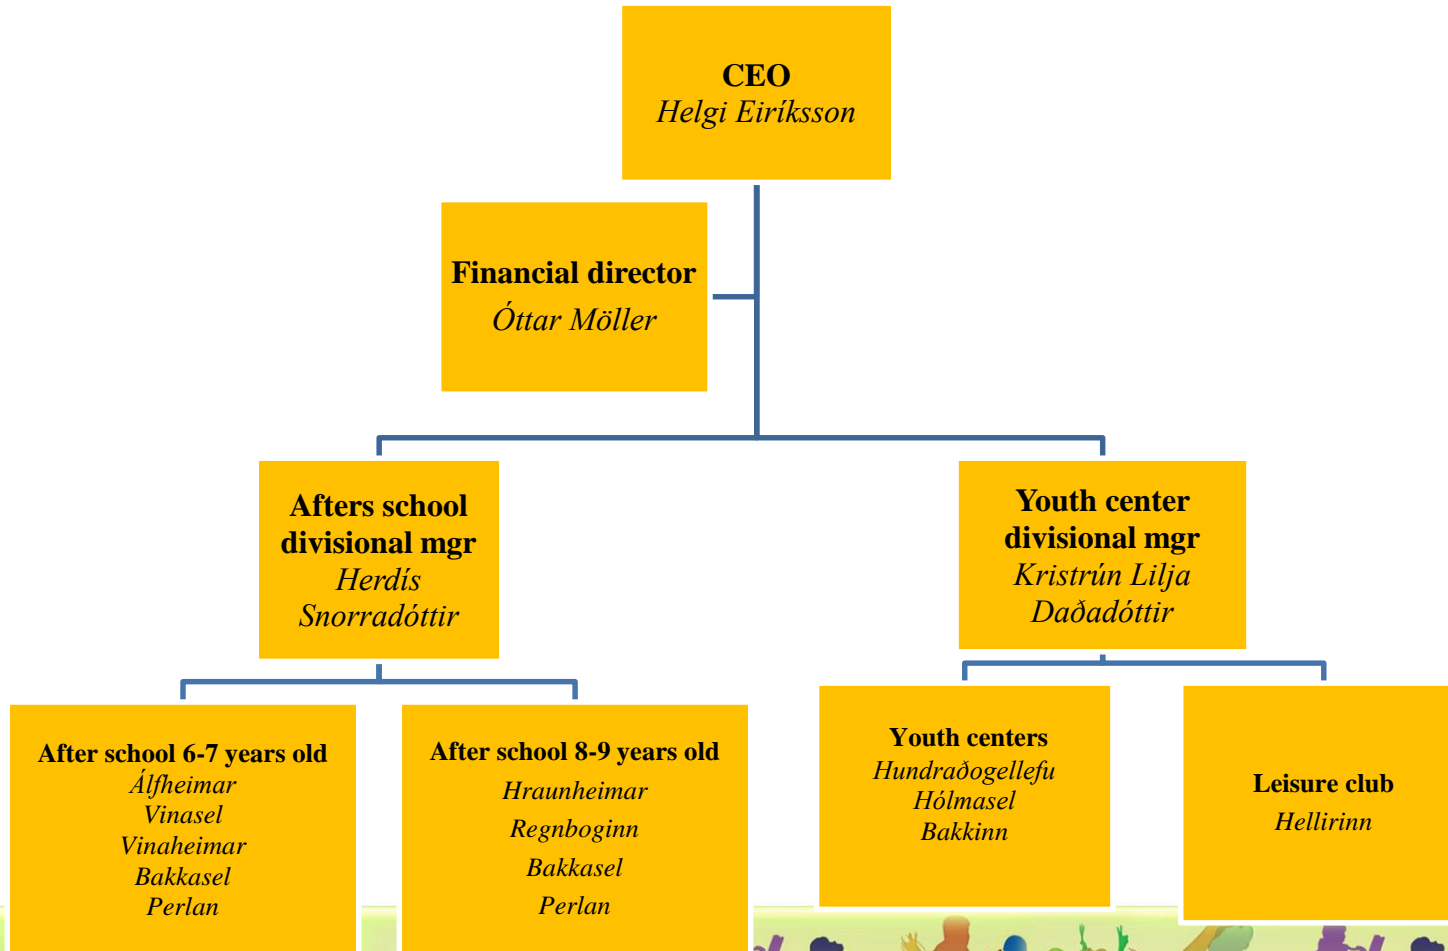 CEO
Helgi Eiríksson
Financial director
Óttar Möller
Afters school
divisional mgr
Herdís
Snorradóttir
Youth center
divisional mgr
Kristrún Lilja
Daðadóttir
After school 6-7 years old
Álfheimar
Vinasel
Vinaheimar
Bakkasel
Perlan
After school 8-9 years old
Hraunheimar
Regnboginn
Bakkasel
Perlan
Youth centers
Hundraðogellefu
Hólmasel
Bakkinn
Leisure club
Hellirinn